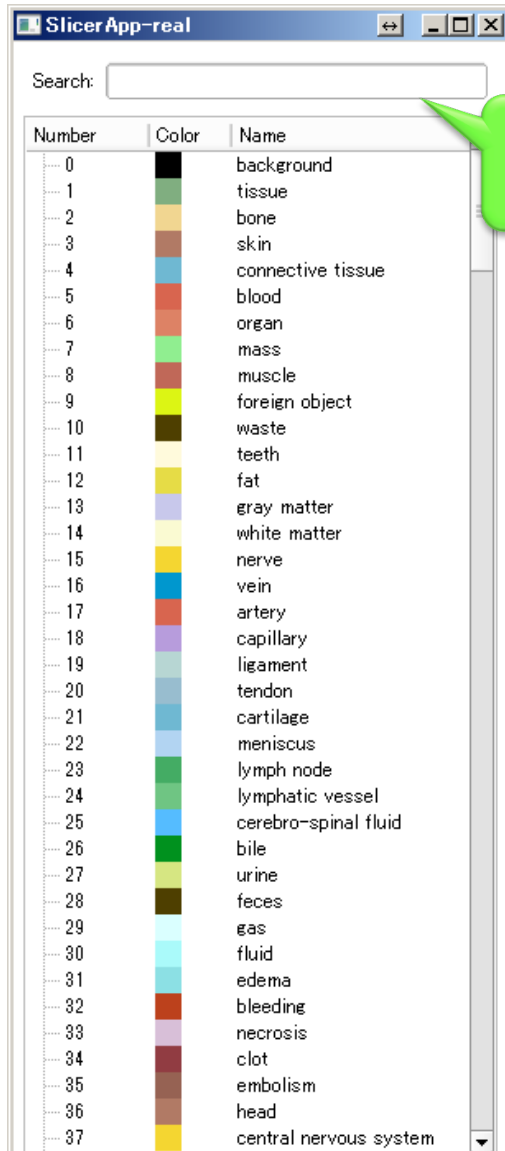 SlicerApp-real
Search:
Number Color Name
0 background
1 tissue
2 bone
3 skin
4 connective tissue
5 blood
6 organ
7 mass
8 muscle
9 foreign object
10 waste
11 teeth
12 fat
13 gray matter
14 white matter
15 nerve
16 vein
17 artery
18 capillary
19 ligament
20 tendon
21 cartilage
22 meniscus
23 lymph node
24 lymphatic vessel
25 cerebro-spinal fluid
26 bile
27 urine
28 feces
29 gas
30 fluid
31 edema
32 bleeding
33 necrosis
34 clot
35 embolism
36 head
37 central nervous system